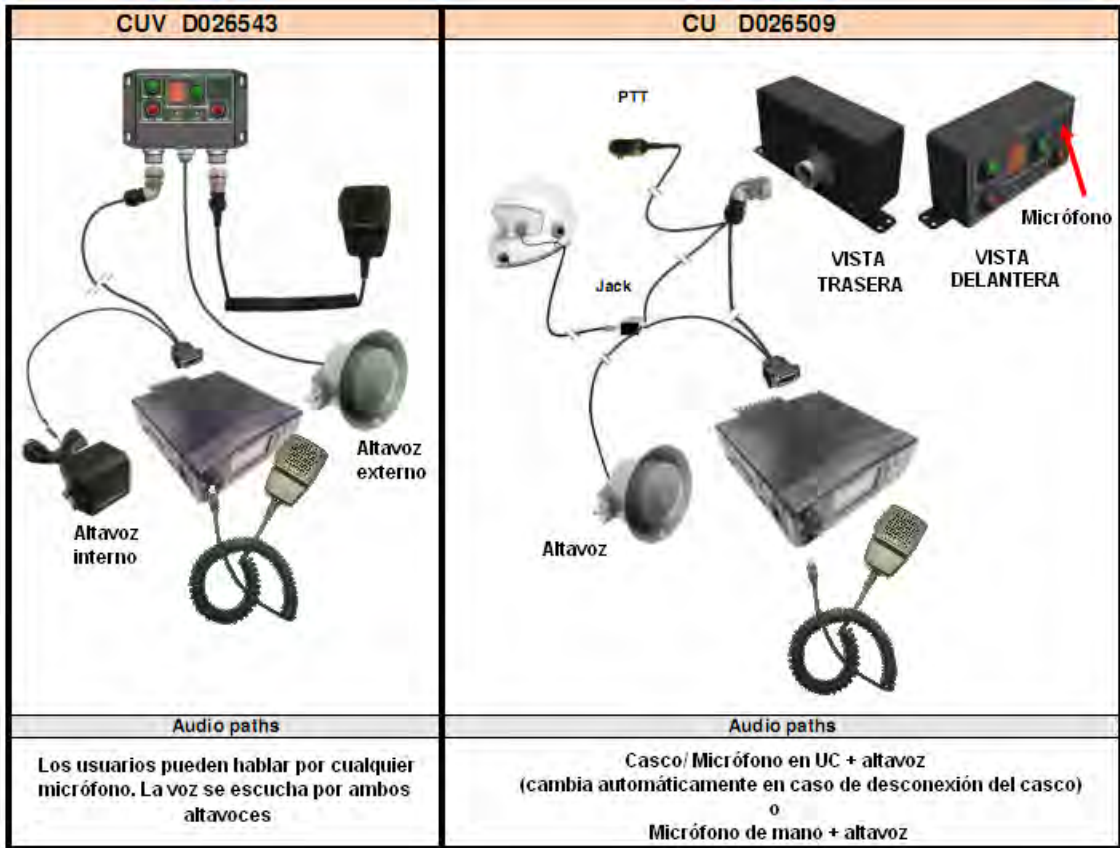 CUV D026543
CU D026509
PTT
Micrófono
VISTA
TRASERA
VISTA
DELANTERA
Jack
Altavoz
externo
Altavoz
interno
Altavoz
Audio paths
Audio paths
Los usuarios pueden hablar por cualquier
micrófono. La voz se escucha por ambos
altavoces
Casco/ Micrófono en UC + altavoz
(cambia automáticamente en caso de desconexión del casco)
o
Micrófono de mano + altavoz